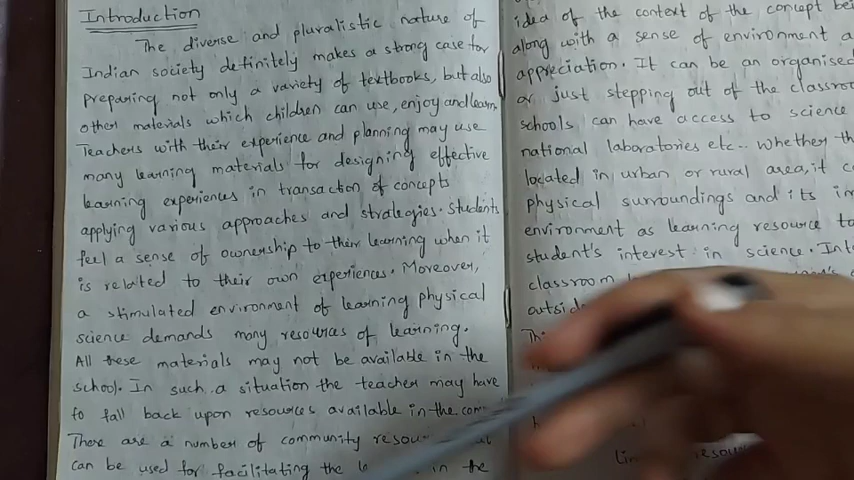 Introduction
The diverse and pluralistic nature of
Indian society definitely makes a strong case for
preparing not only a variety of textbooks, but also
other materials which children can use, enjoy and learn.
Teachers with their experience and planning may use
many learning materials for designing effective
learning experiences in transaction of concepts
applying various approaches and strategies. Students
feel a sense of ownership to their learning when it
is related to their own experiences. Moreover,
a stimulated environment of learning physical
science demands many resources of learning.
All these materials may not be available in the
school. In such a situation the teacher may have
to fall back upon resources available in the
There are a number of community
can be used for facilitating the in the
idea of the context of the concept
along with a sense of environment
appreciation. It can be an organised
or just stepping out of the
schools can have access to science
national laboratories etc.. Whether
located in urban or rural area, it
physical surroundings and its
environment as learning resource to
student's interest in science.
classroom